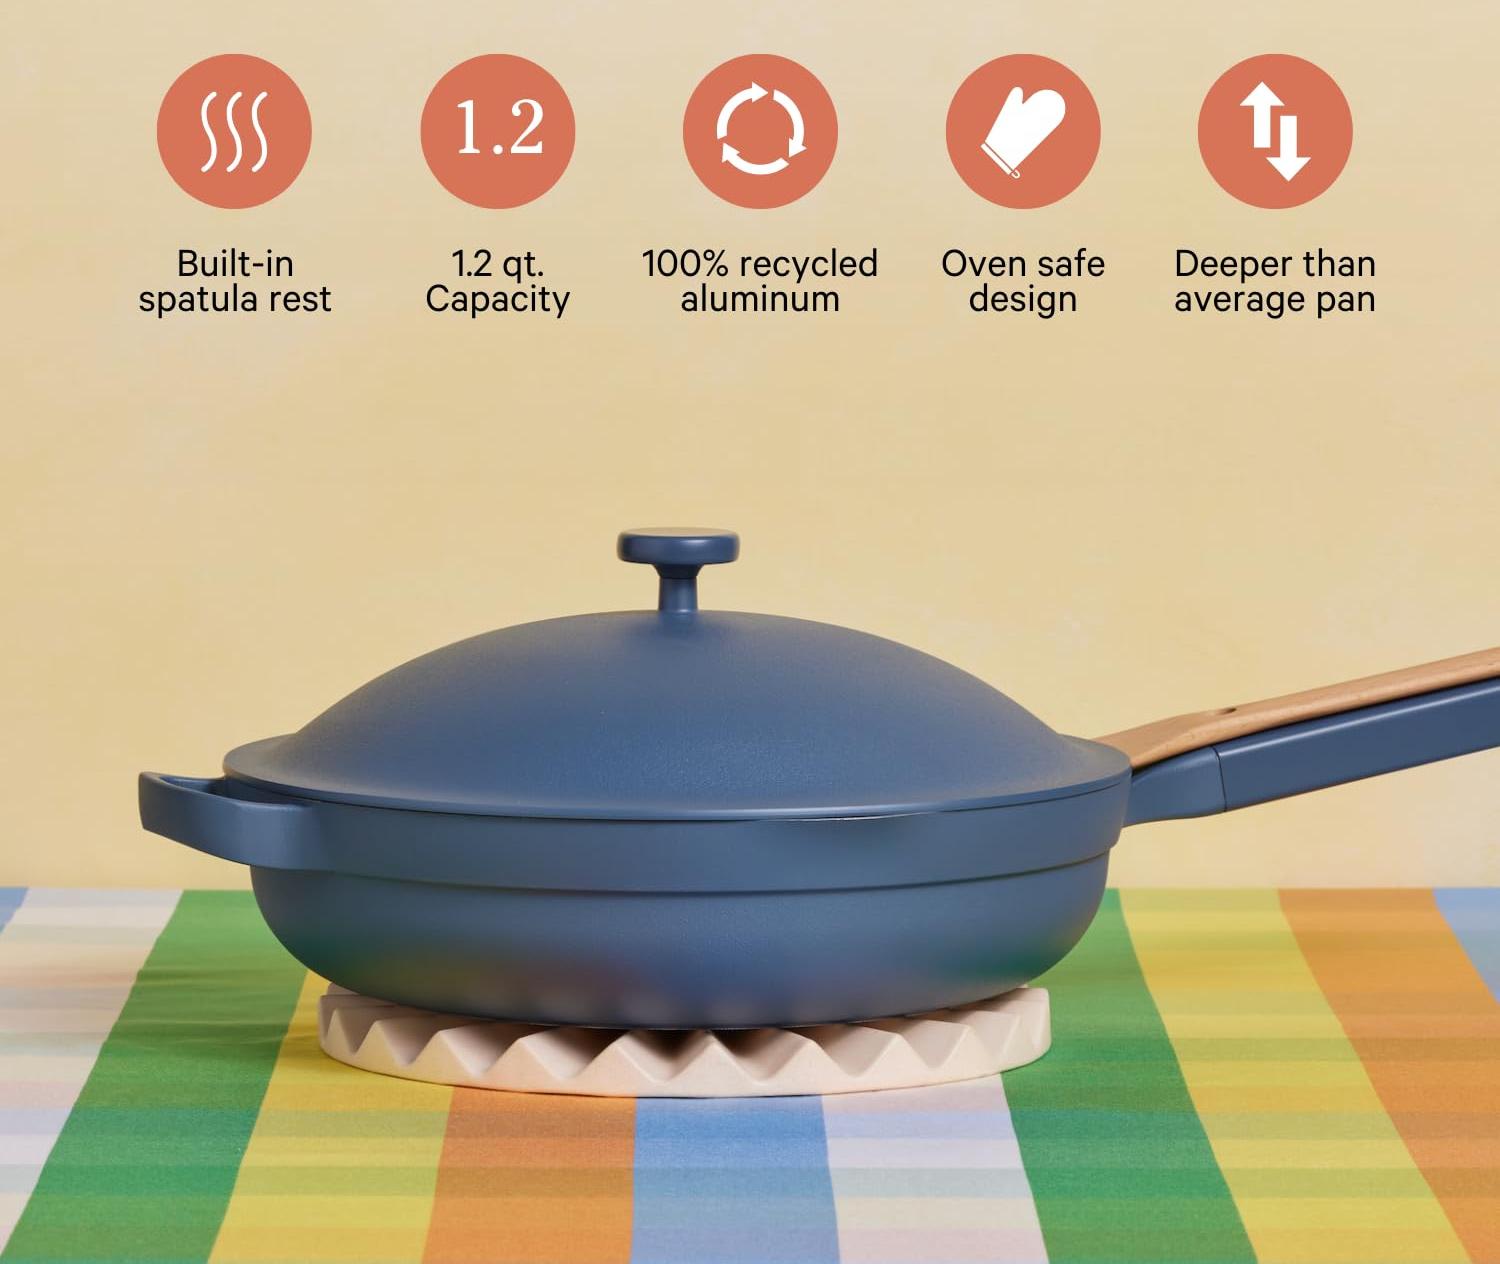 1.2
Built-in
spatula rest
1.2 qt.
Capacity
100% recycled
aluminum
Oven safe
design
Deeper than
average pan